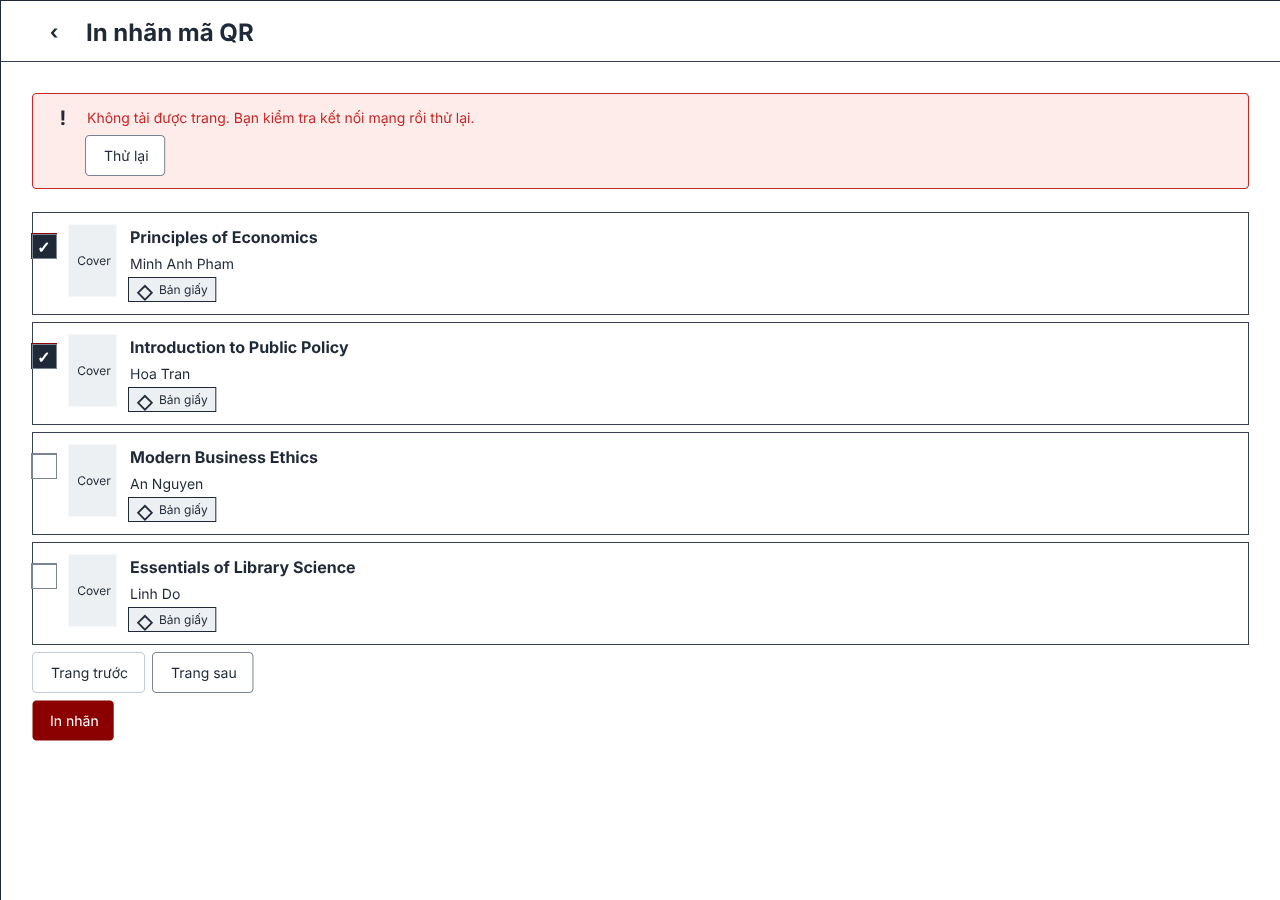 ‹ In nhãn mã QR
! Không tải được trang. Bạn kiểm tra kết nối mạng rồi thử lại.
Thử lại
✓ Cover Principles of Economics
Minh Anh Pham
Bản giấy
✓ Cover Introduction to Public Policy
Hoa Tran
Bản giấy
Cover Modern Business Ethics
An Nguyen
Bản giấy
Cover Essentials of Library Science
Linh Do
Bản giấy
Trang trước Trang sau
In nhãn